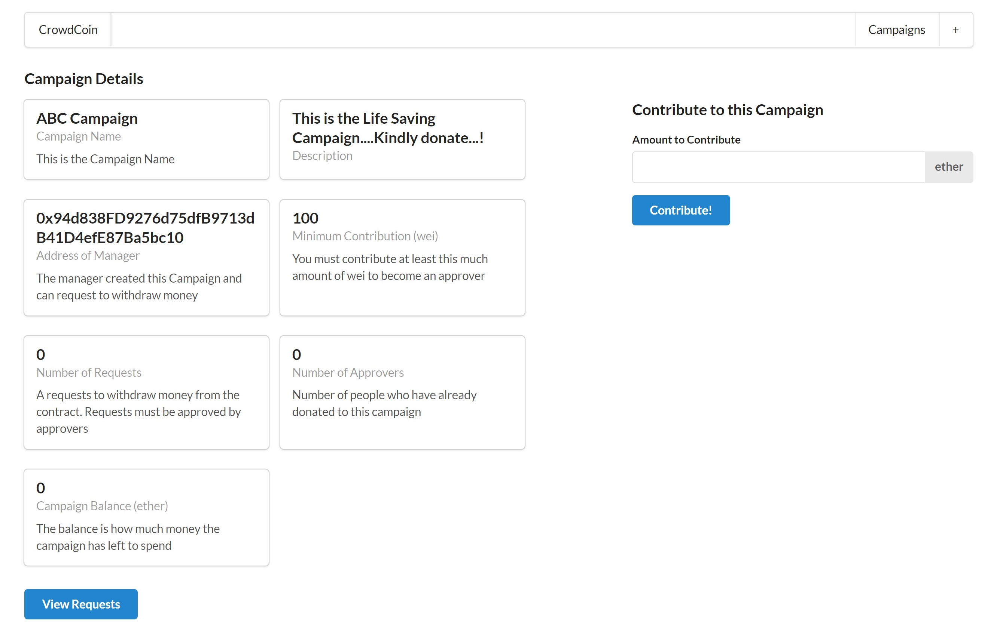 CrowdCoin
Campaigns
+
Campaign Details
ABC Campaign
Campaign Name
This is the Campaign Name
This is the Life Saving
Campaign....Kindly donate...!
Description
0x94d838FD9276d75dfB9713d
B41D4efE87Ba5bc10
Address of Manager
The manager created this Campaign and
can request to withdraw money
100
Minimum Contribution (wei)
You must contribute at least this much
amount of wei to become an approver
0
Number of Requests
A requests to withdraw money from the
contract. Requests must be approved by
approvers
0
Number of Approvers
Number of people who have already
donated to this campaign
0
Campaign Balance (ether)
The balance is how much money the
campaign has left to spend
View Requests
Contribute to this Campaign
Amount to Contribute
ether
Contribute!